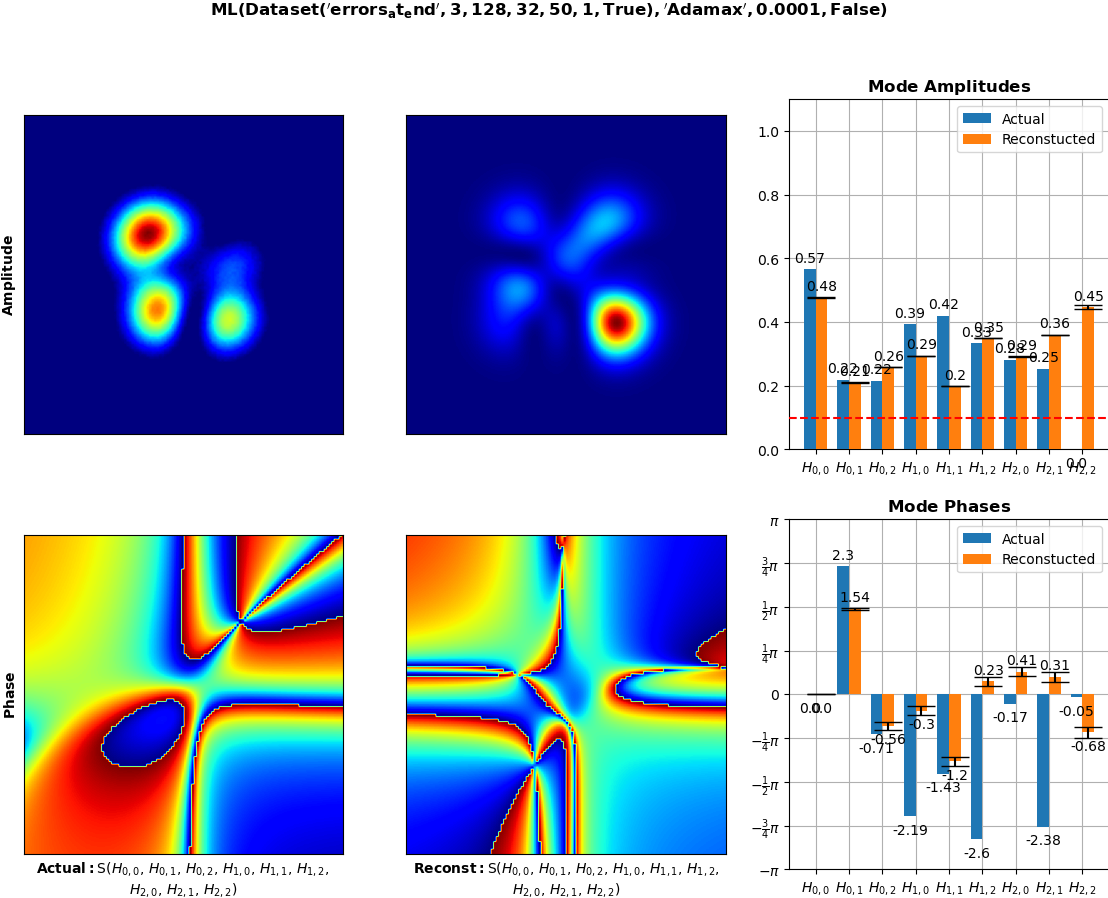 ML(Dataset('errors_at_end', 3, 128, 32, 50, 1, True), 'Adamax', 0.0001, False)
Amplitude
Mode Amplitudes
Actual
Reconstucted
1.0
0.8
0.6
0.4
0.2
0.0
0.57
0.48
0.22
0.21
0.22
0.26
0.39
0.29
0.42
0.2
0.33
0.35
0.28
0.29
0.25
0.36
0.0
0.45
H0,0 H0,1 H0,2 H1,0 H1,1 H1,2 H2,0 H2,1 H2,2
Phase
Mode Phases
Actual
Reconstucted
π
3/4π
1/2π
1/4π
0
−1/4π
−1/2π
−3/4π
−π
0.0
0.0
2.3
1.54
-0.71
-0.56
-2.19
-0.3
-1.43
-1.2
-2.6
0.23
-0.17
0.41
-2.38
0.31
-0.05
-0.68
H0,0 H0,1 H0,2 H1,0 H1,1 H1,2 H2,0 H2,1 H2,2
Actual: S(H0,0, H0,1, H0,2, H1,0, H1,1, H1,2,
H2,0, H2,1, H2,2)
Reconst: S(H0,0, H0,1, H0,2, H1,0, H1,1, H1,2,
H2,0, H2,1, H2,2)